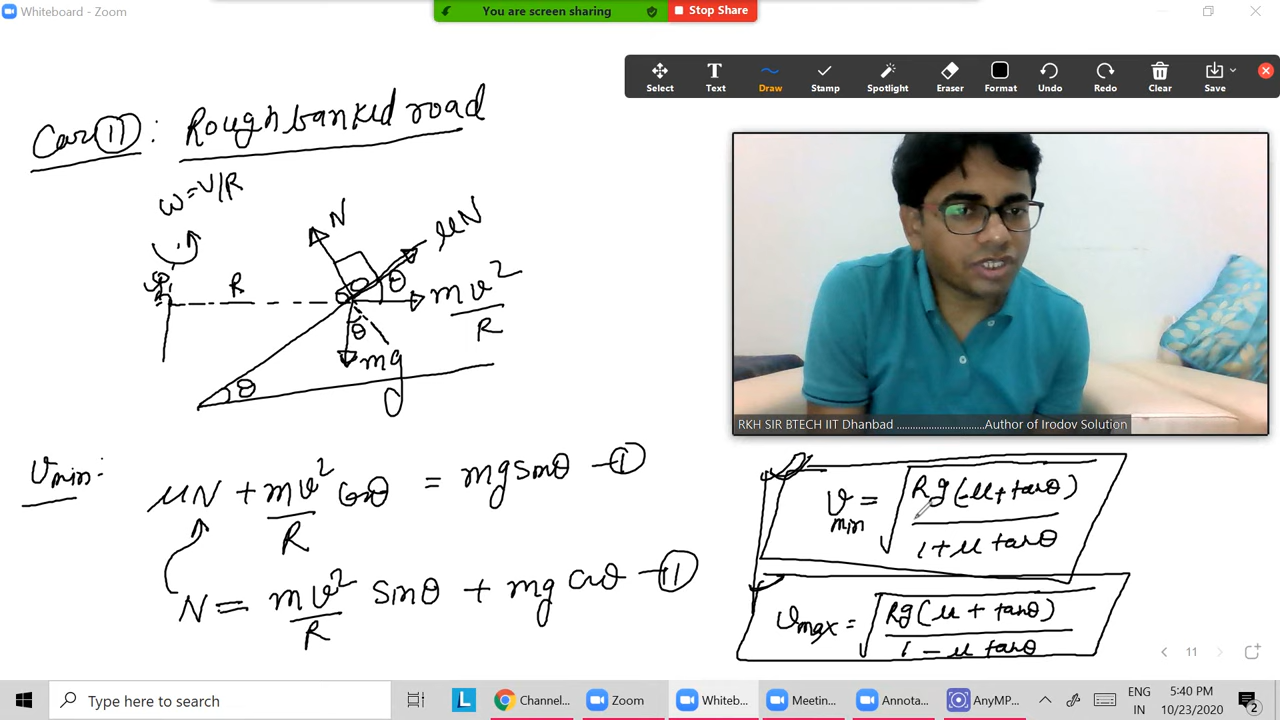 Whiteboard - Zoom
You are screen sharing
Stop Share
Select
Text
Draw
Stamp
Spotlight
Eraser
Format
Undo
Redo
Clear
Save
Case (II) : Rough banked road
ω = V/R
N
μN
θ
R
mv²/R
θ
mg
θ
RKH SIR BTECH IIT Dhanbad ..................................Author of Irodov Solution
Vmin:
μN + mv²/R cosθ = mg sinθ —①
N = mv²/R sinθ + mg cosθ —⑪
Vmin = √(Rg(-μ+tanθ) / 1+μ tanθ)
Vmax = √(Rg(μ + tanθ) / 1 - μ tanθ)
11
Type here to search
Channel...
Zoom
Whiteb...
Meetin...
Annota...
AnyMP...
ENG
IN
5:40 PM
10/23/2020
2